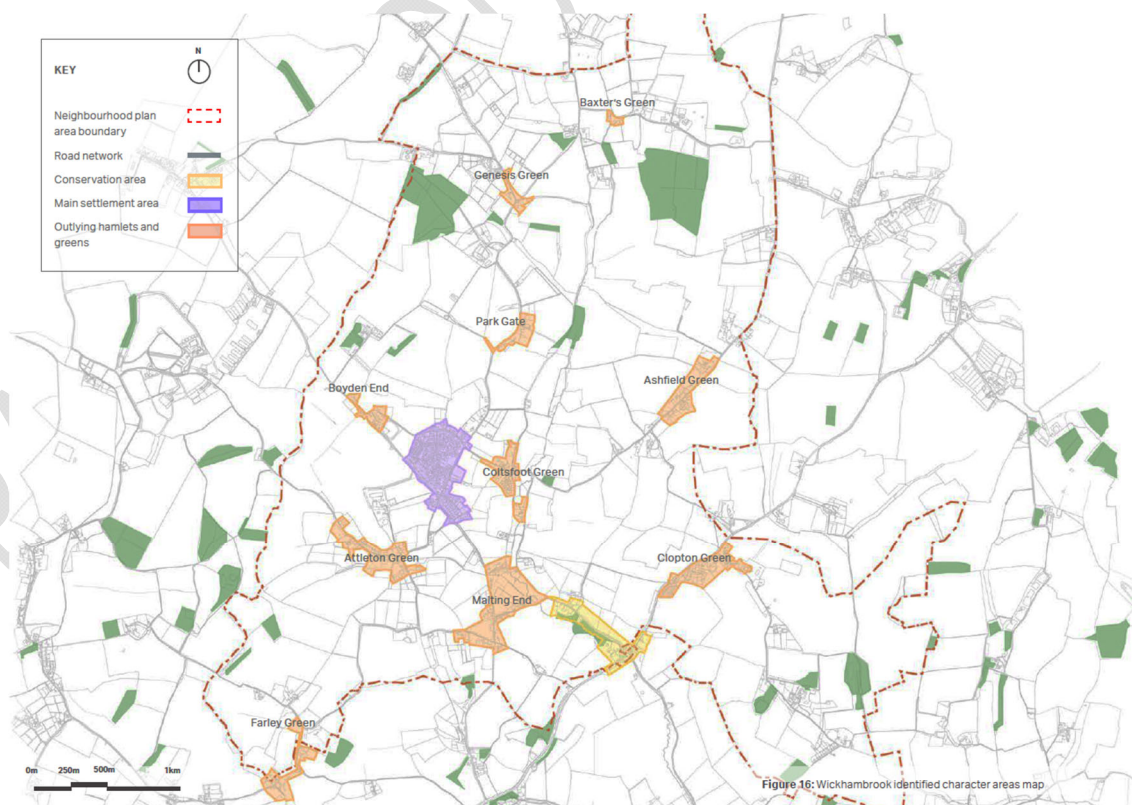 N
KEY
Neighbourhood plan
area boundary
Road network
Conservation area
Main settlement area
Outlying hamlets and
greens
Baxter's Green
Genesis Green
Park Gate
Ashfield Green
Boyden End
Coltsfoot Green
Attleton Green
Clopton Green
Malting End
Farley Green
0m 250m 500m 1km
Figure 16: Wickhambrook identified character areas map